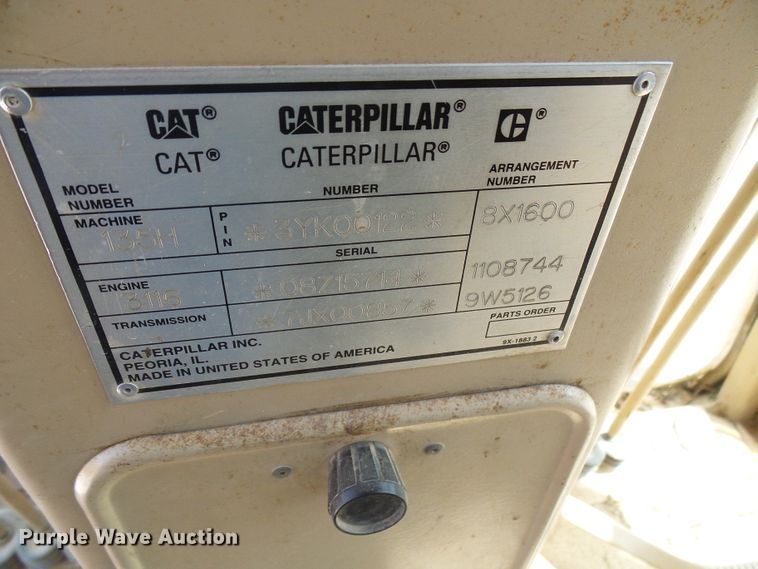 CAT® CATERPILLAR® C®
CAT® CATERPILLAR®
MODEL NUMBER NUMBER ARRANGEMENT NUMBER
MACHINE 135H PIN *3YK00122* 8X1600
SERIAL
ENGINE 3116 1108744
TRANSMISSION 9W5126
PARTS ORDER
9X-1883 2
CATERPILLAR INC.
PEORIA, IL.
MADE IN UNITED STATES OF AMERICA
Purple Wave Auction